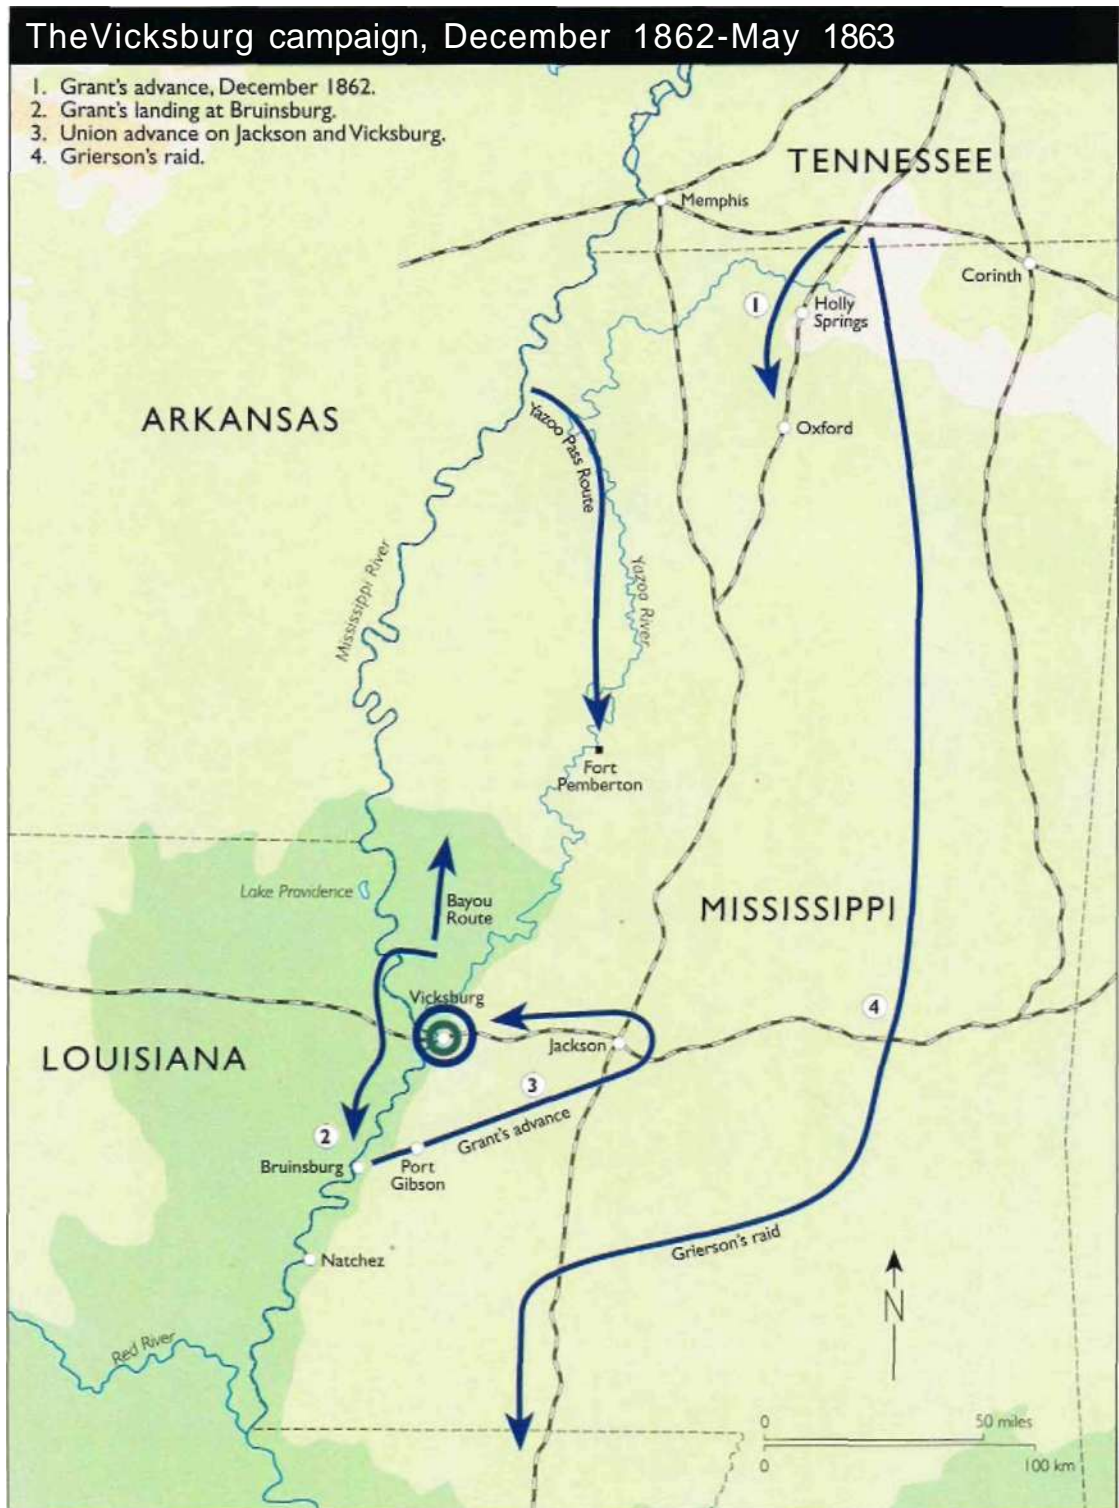 TheVicksburg campaign, December 1862-May 1863
1. Grant's advance, December 1862.
2. Grant's landing at Bruinsburg.
3. Union advance on Jackson and Vicksburg.
4. Grierson's raid.
TENNESSEE
Memphis
Corinth
1
Holly
Springs
ARKANSAS
Oxford
Yazoo Pass Route
Mississippi River
Yazoo River
Fort
Pemberton
Lake Providence
Bayou
Route
MISSISSIPPI
Vicksburg
4
LOUISIANA
Jackson
3
Grant's advance
2
Bruinsburg
Port
Gibson
Natchez
Grierson's raid
N
Red River
0
50 miles
0
100 km